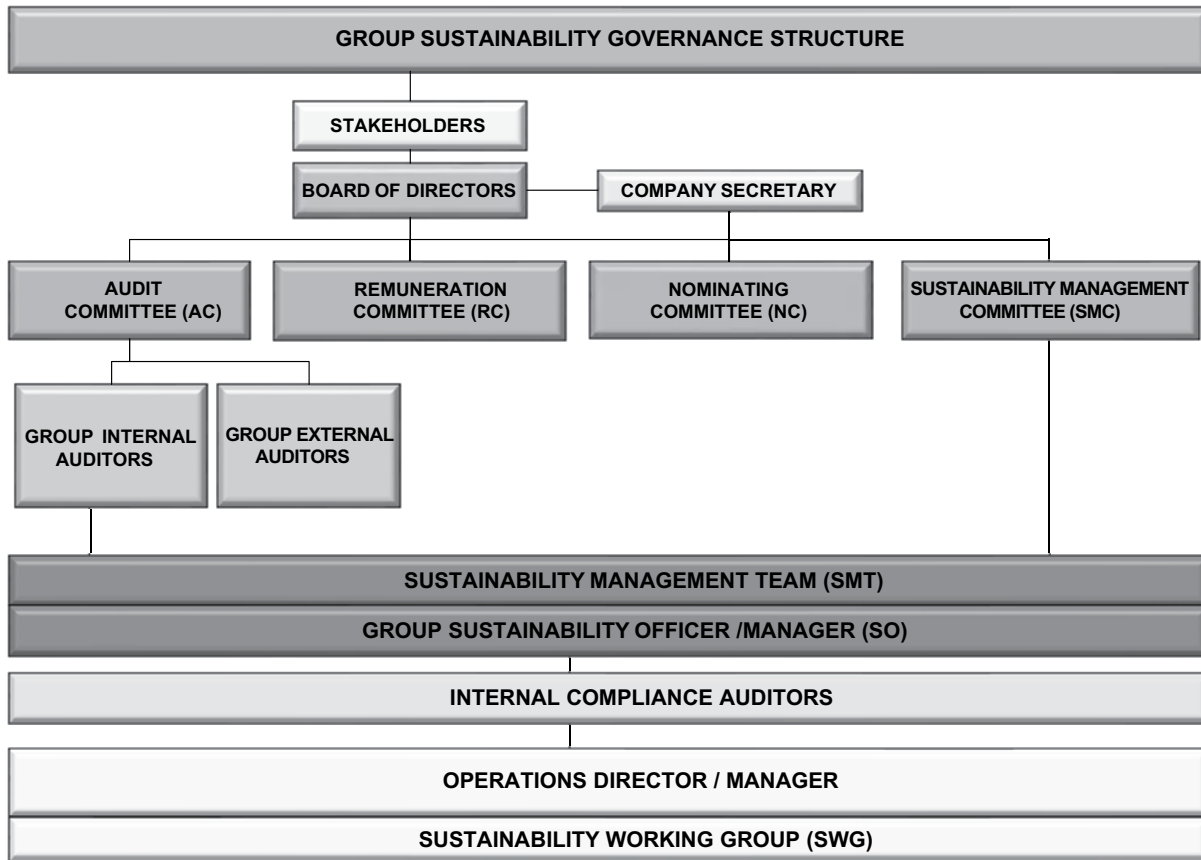 GROUP SUSTAINABILITY GOVERNANCE STRUCTURE
STAKEHOLDERS
BOARD OF DIRECTORS
COMPANY SECRETARY
AUDIT
COMMITTEE (AC)
REMUNERATION
COMMITTEE (RC)
NOMINATING
COMMITTEE (NC)
SUSTAINABILITY MANAGEMENT
COMMITTEE (SMC)
GROUP INTERNAL
AUDITORS
GROUP EXTERNAL
AUDITORS
SUSTAINABILITY MANAGEMENT TEAM (SMT)
GROUP SUSTAINABILITY OFFICER /MANAGER (SO)
INTERNAL COMPLIANCE AUDITORS
OPERATIONS DIRECTOR / MANAGER
SUSTAINABILITY WORKING GROUP (SWG)